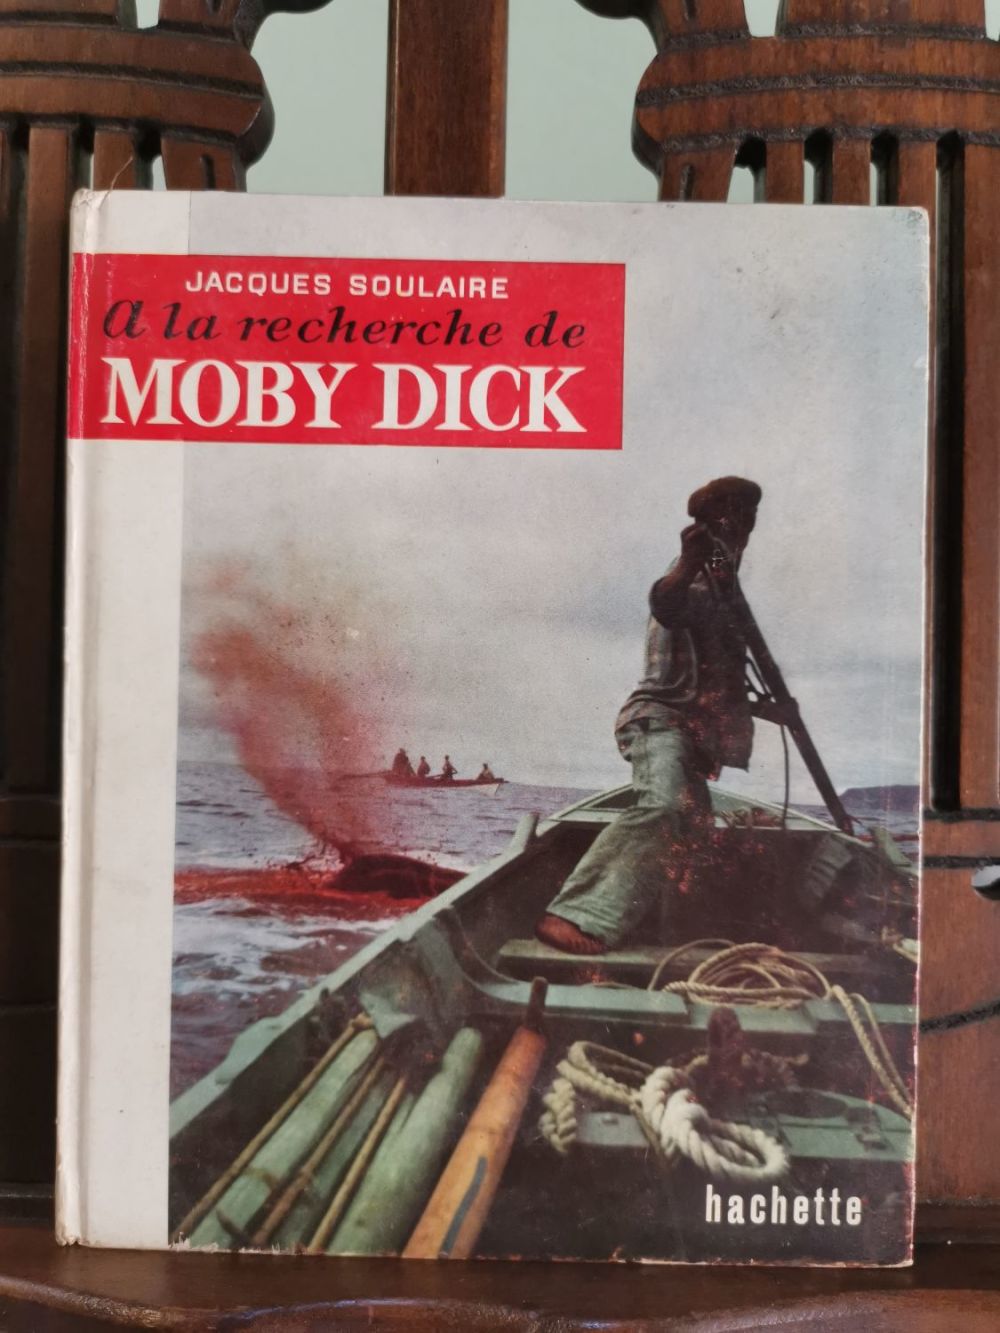 JACQUES SOULAIRE
a la recherche de
MOBY DICK
hachette